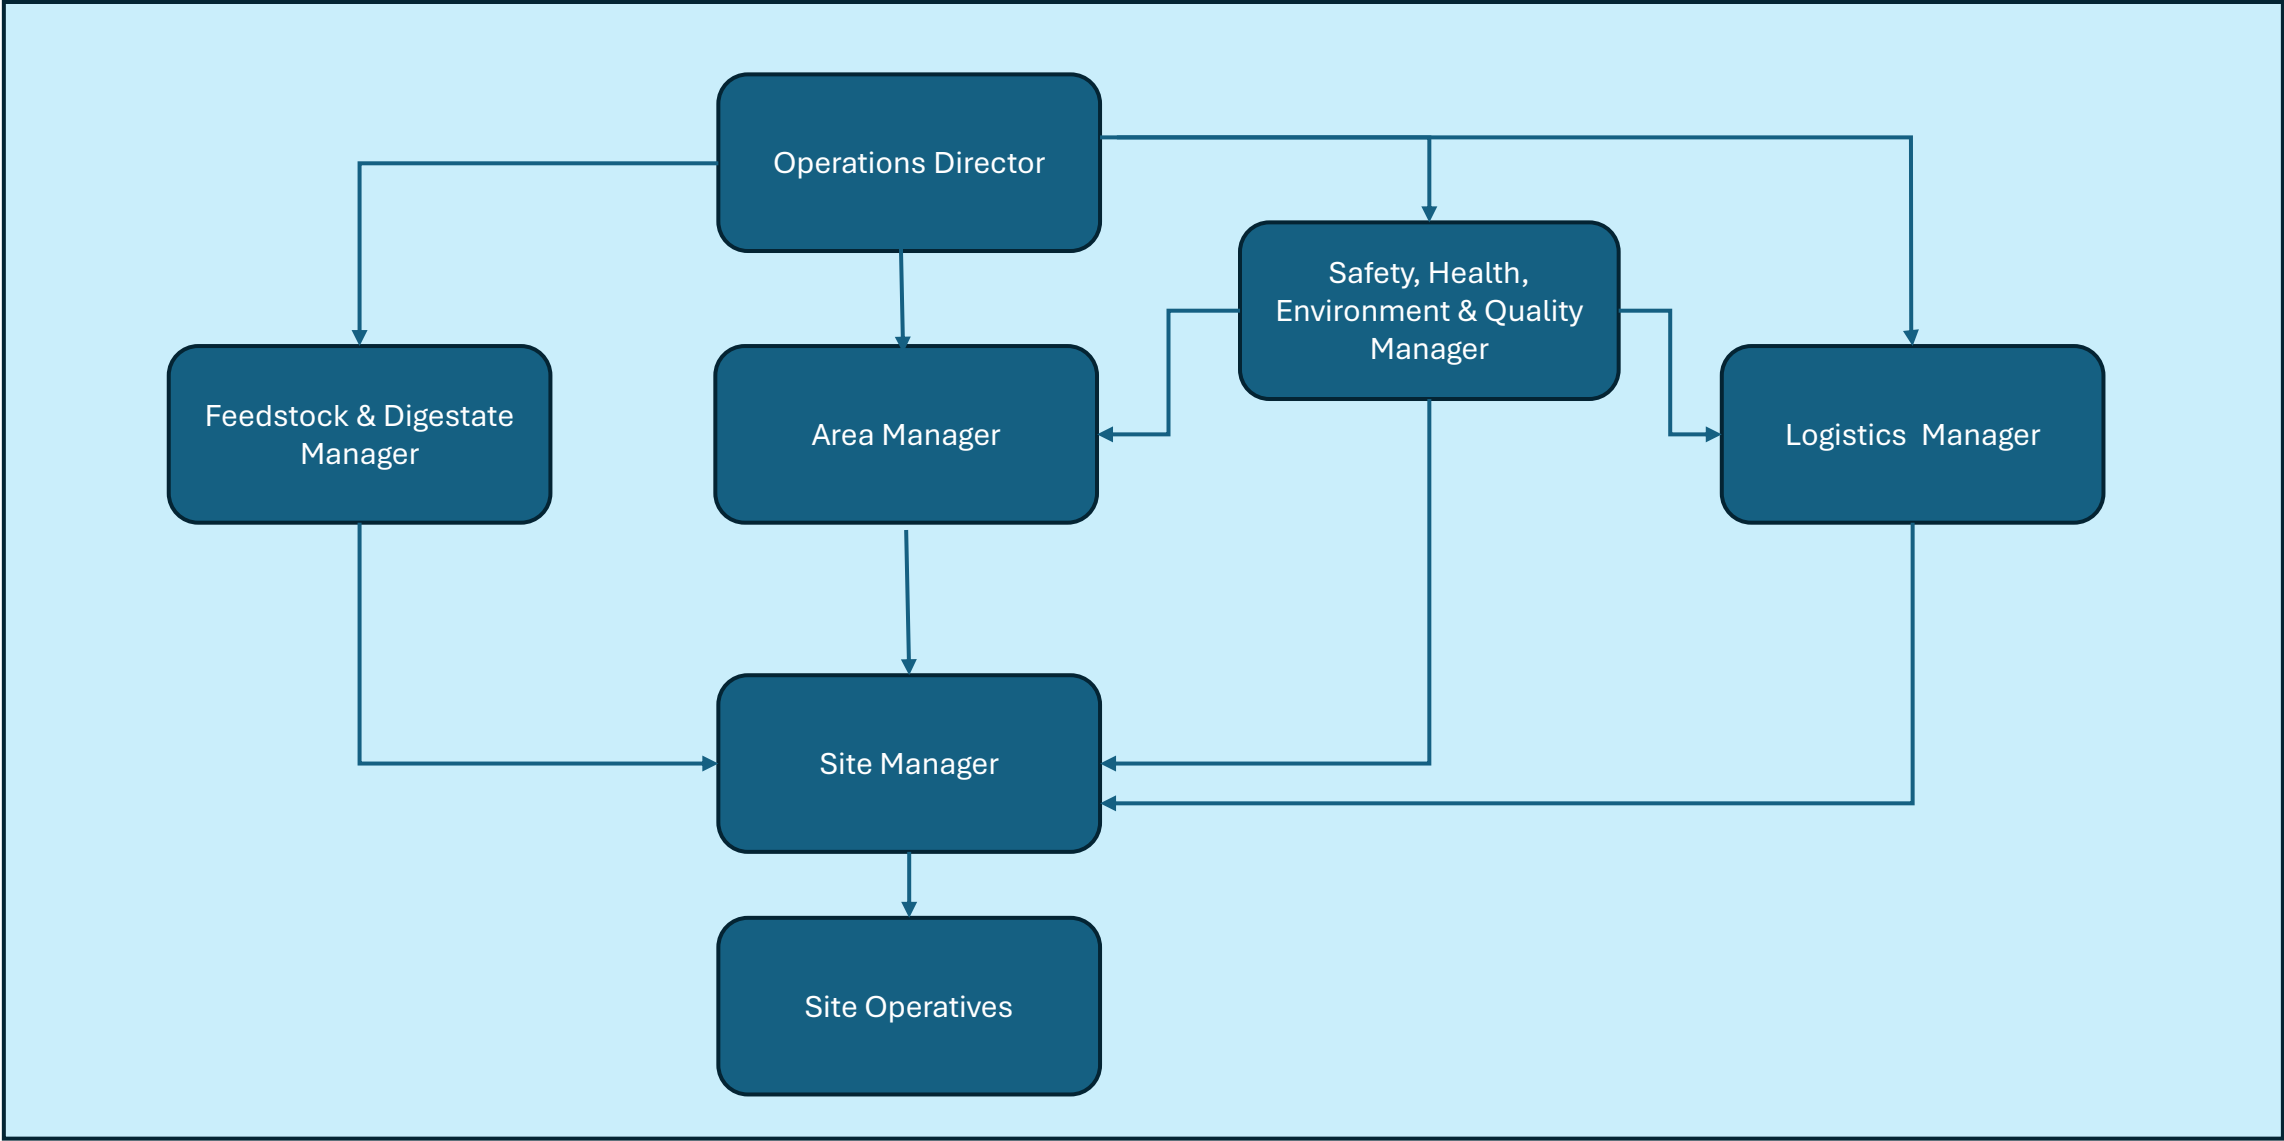 Operations Director
Safety, Health,
Environment & Quality
Manager
Feedstock & Digestate
Manager
Area Manager
Logistics  Manager
Site Manager
Site Operatives